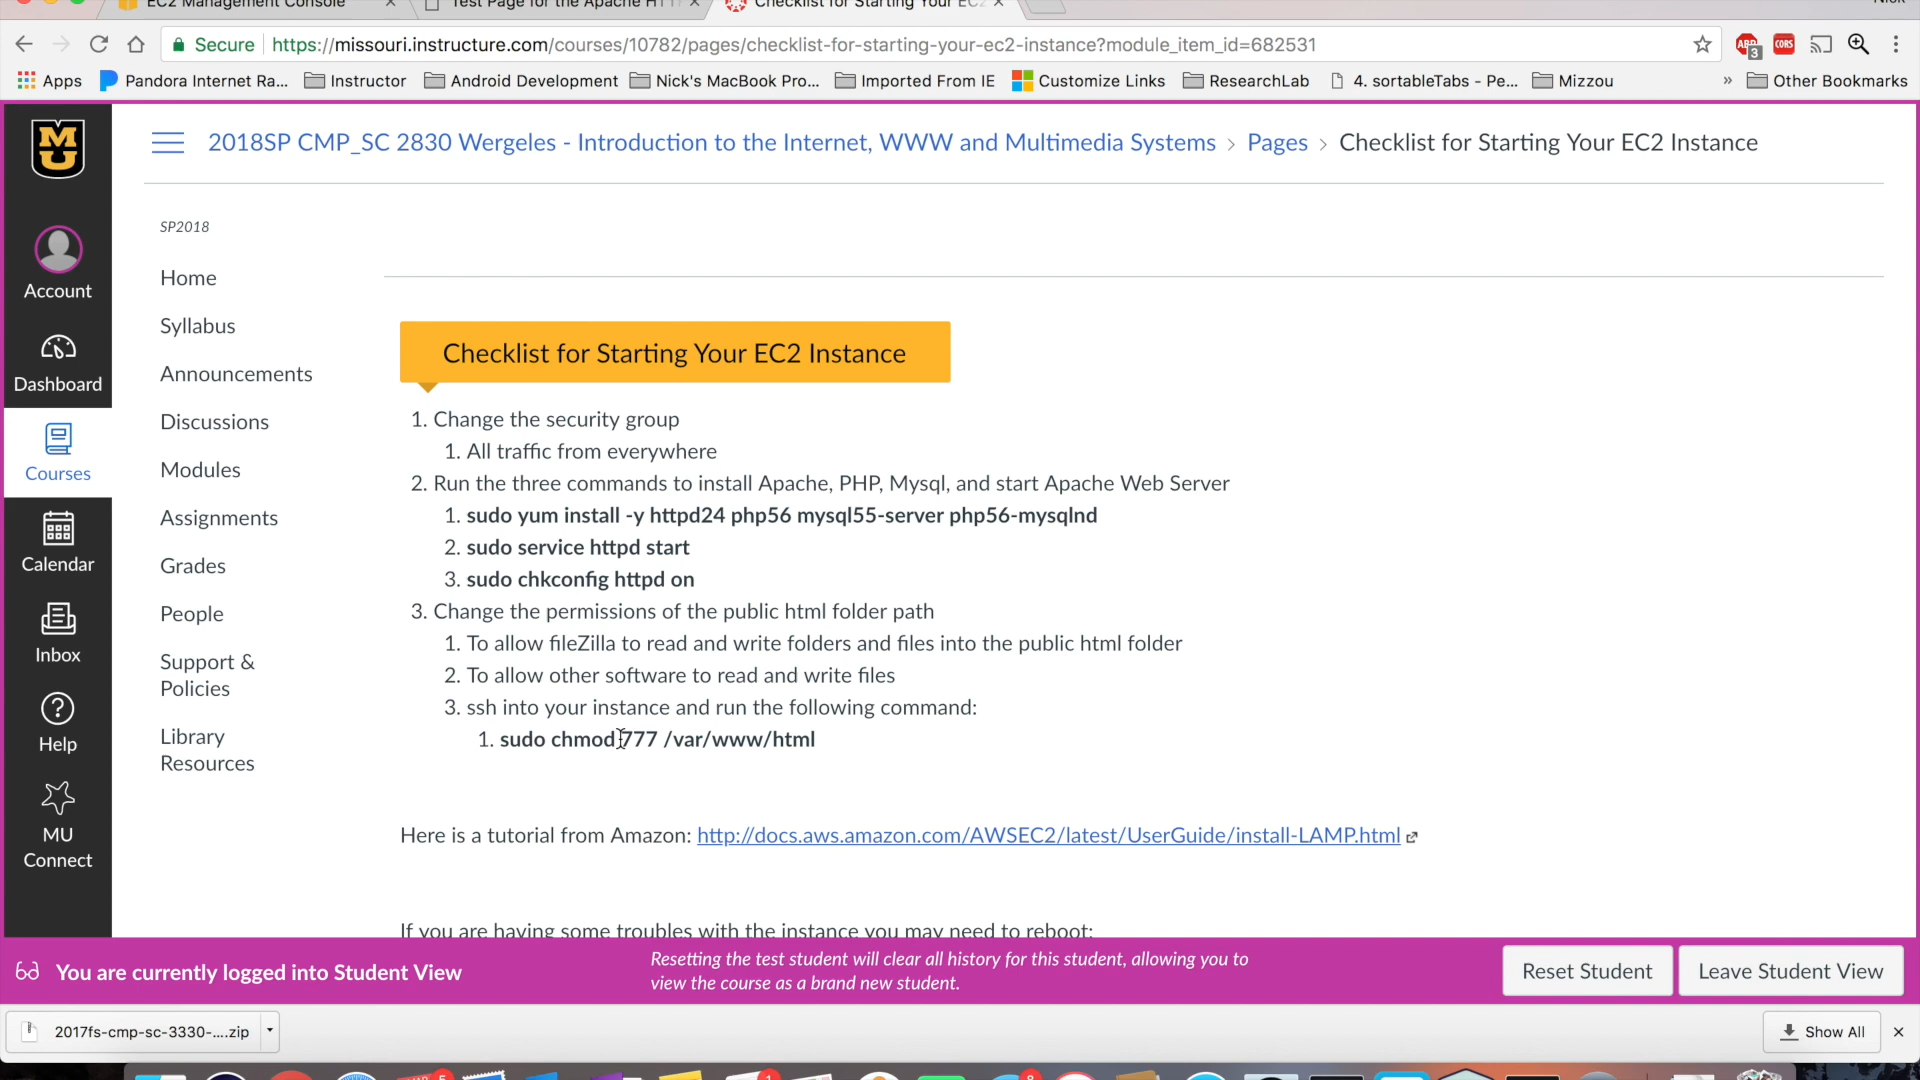 EC2 Management Console
Test Page for the Apache HTT
Checklist for Starting Your EC2
Nick
Secure https://missouri.instructure.com/courses/10782/pages/checklist-for-starting-your-ec2-instance?module_item_id=682531
ABP 3 CORS
Apps Pandora Internet Ra... Instructor Android Development Nick's MacBook Pro... Imported From IE Customize Links ResearchLab 4. sortableTabs - Pe... Mizzou » Other Bookmarks
MU
Account
Dashboard
Courses
Calendar
Inbox
Help
MU
Connect
2018SP CMP_SC 2830 Wergeles - Introduction to the Internet, WWW and Multimedia Systems > Pages > Checklist for Starting Your EC2 Instance
SP2018
Home
Syllabus
Announcements
Discussions
Modules
Assignments
Grades
People
Support &
Policies
Library
Resources
Checklist for Starting Your EC2 Instance
1. Change the security group
1. All traffic from everywhere
2. Run the three commands to install Apache, PHP, Mysql, and start Apache Web Server
1. sudo yum install -y httpd24 php56 mysql55-server php56-mysqlnd
2. sudo service httpd start
3. sudo chkconfig httpd on
3. Change the permissions of the public html folder path
1. To allow fileZilla to read and write folders and files into the public html folder
2. To allow other software to read and write files
3. ssh into your instance and run the following command:
1. sudo chmod 777 /var/www/html
Here is a tutorial from Amazon: http://docs.aws.amazon.com/AWSEC2/latest/UserGuide/install-LAMP.html
If you are having some troubles with the instance you may need to reboot:
You are currently logged into Student View
Resetting the test student will clear all history for this student, allowing you to
view the course as a brand new student.
Reset Student
Leave Student View
2017fs-cmp-sc-3330-....zip
Show All